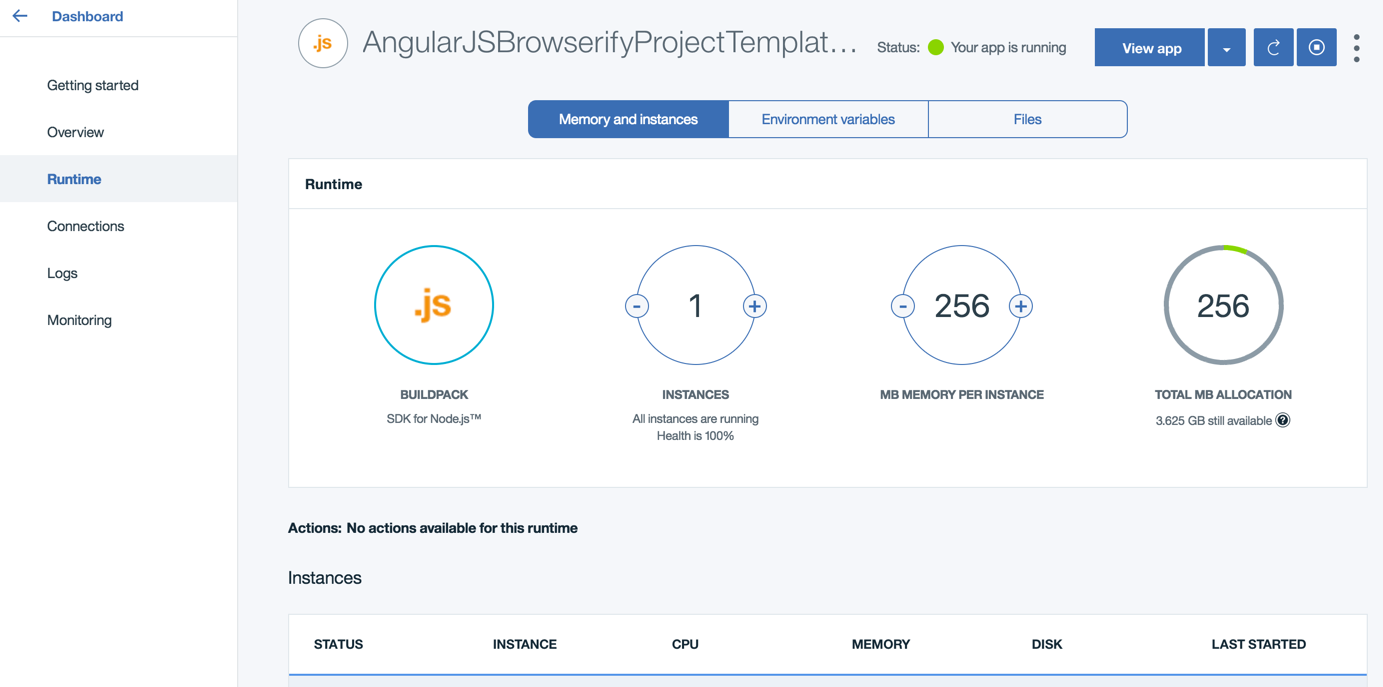 Dashboard
Getting started
Overview
Runtime
Connections
Logs
Monitoring
.js
AngularJSBrowserifyProjectTemplat...
Status: Your app is running
View app
Memory and instances
Environment variables
Files
Runtime
.js
BUILDPACK
SDK for Node.js™
- 1 +
INSTANCES
All instances are running
Health is 100%
- 256 +
MB MEMORY PER INSTANCE
256
TOTAL MB ALLOCATION
3.625 GB still available ?
Actions: No actions available for this runtime
Instances
STATUS INSTANCE CPU MEMORY DISK LAST STARTED